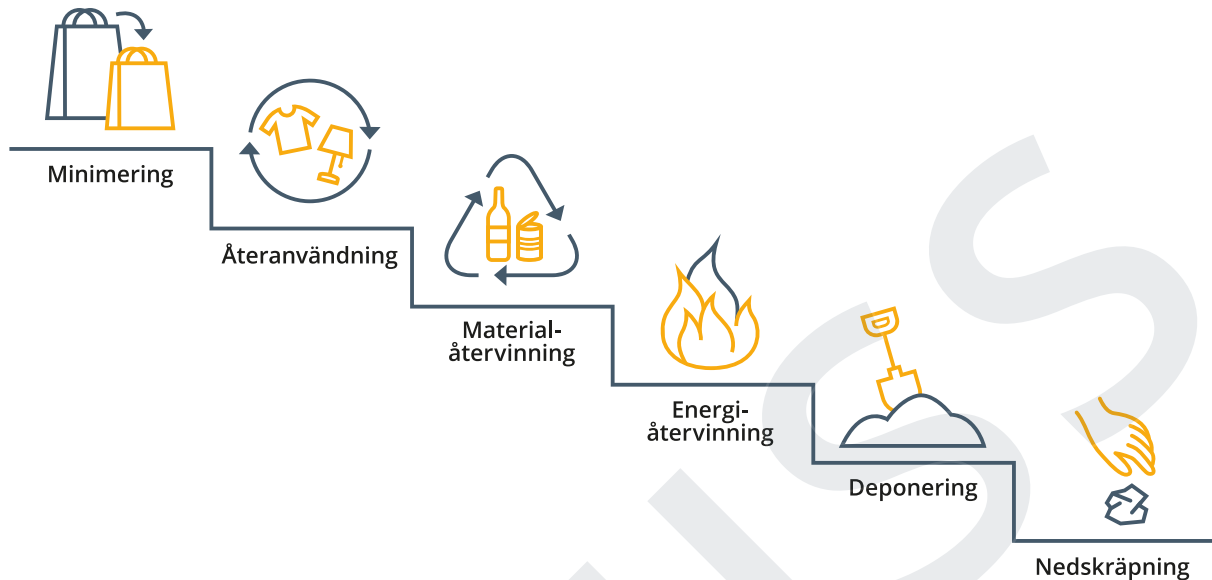 Minimering
Återanvändning
Material-
återvinning
Energi-
återvinning
Deponering
Nedskräpning